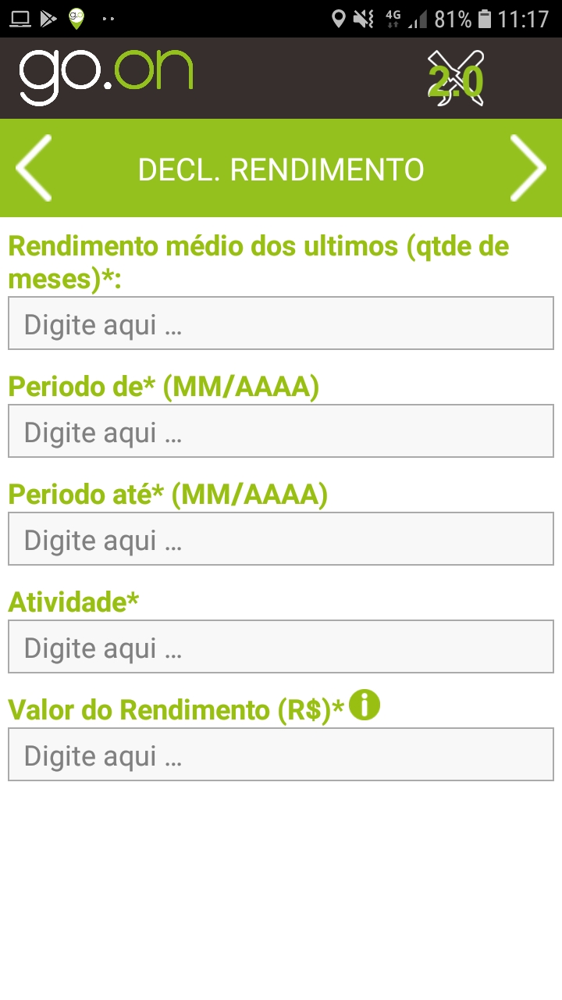 4G 81% 11:17
go.on 2.0
DECL. RENDIMENTO
Rendimento médio dos ultimos (qtde de
meses)*:
Digite aqui ...
Periodo de* (MM/AAAA)
Digite aqui ...
Periodo até* (MM/AAAA)
Digite aqui ...
Atividade*
Digite aqui ...
Valor do Rendimento (R$)*
Digite aqui ...